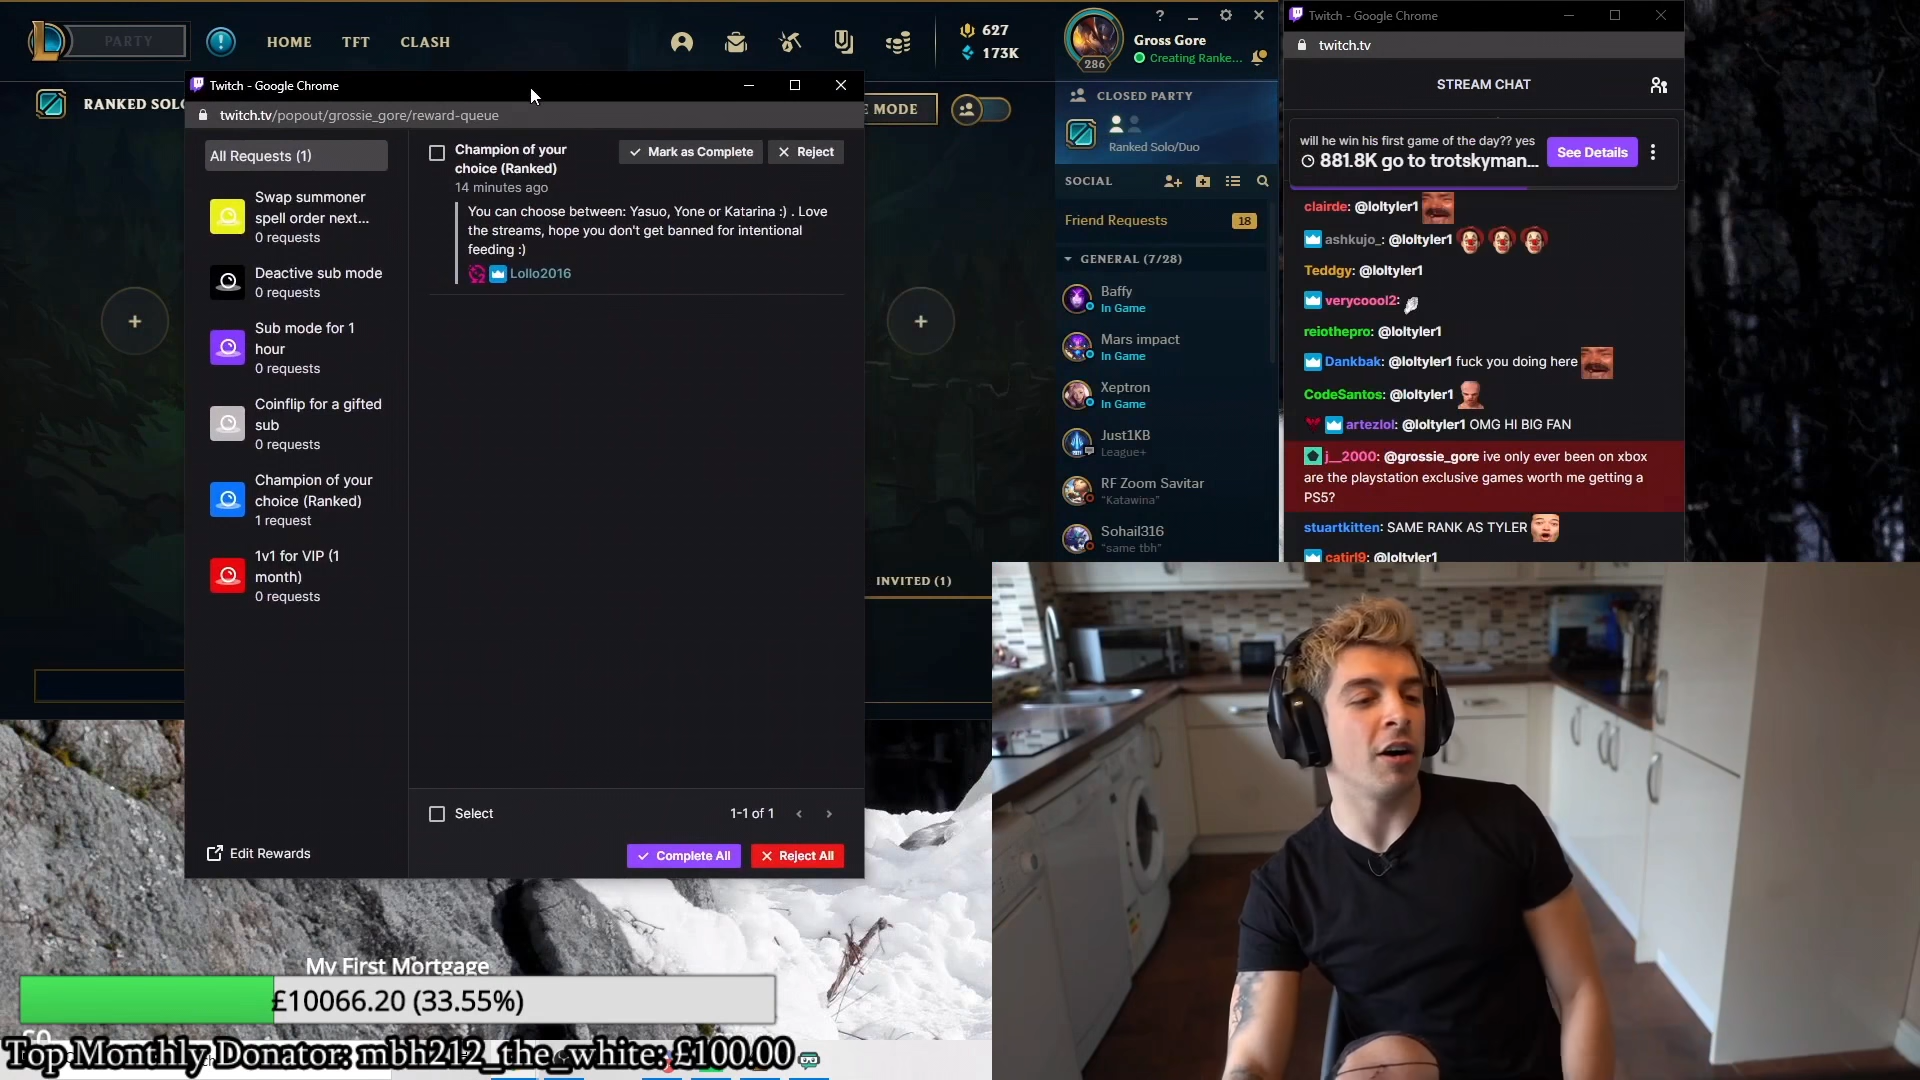 PARTY
HOME
TFT
CLASH
627
173K
286
Gross Gore
Creating Ranke...
RANKED SOLO
E MODE
Twitch - Google Chrome
twitch.tv/popout/grossie_gore/reward-queue
All Requests (1)
Swap summoner
spell order next...
0 requests
Deactive sub mode
0 requests
Sub mode for 1
hour
0 requests
Coinflip for a gifted
sub
0 requests
Champion of your
choice (Ranked)
1 request
1v1 for VIP (1
month)
0 requests
Edit Rewards
Champion of your
choice (Ranked)
14 minutes ago
Mark as Complete
Reject
You can choose between: Yasuo, Yone or Katarina :) . Love
the streams, hope you don't get banned for intentional
feeding :)
Lollo2016
Select
1-1 of 1
Complete All
Reject All
INVITED (1)
CLOSED PARTY
Ranked Solo/Duo
SOCIAL
Friend Requests
18
GENERAL (7/28)
Baffy
In Game
Mars impact
In Game
Xeptron
In Game
Just1KB
League+
RF Zoom Savitar
"Katawina"
Sohail316
"same tbh"
Twitch - Google Chrome
twitch.tv
STREAM CHAT
will he win his first game of the day?? yes
881.8K go to trotskyman...
See Details
clairde: @loltyler1
ashkujo_: @loltyler1
Teddgy: @loltyler1
verycoool2:
reiothepro: @loltyler1
Dankbak: @loltyler1 fuck you doing here
CodeSantos: @loltyler1
arteziol: @loltyler1 OMG HI BIG FAN
j__2000: @grossie_gore ive only ever been on xbox
are the playstation exclusive games worth me getting a
PS5?
stuartkitten: SAME RANK AS TYLER
catirl9: @loltyler1
My First Mortgage
£10066.20 (33.55%)
£0
Top Monthly Donator: mbh212_the_white: £100.00